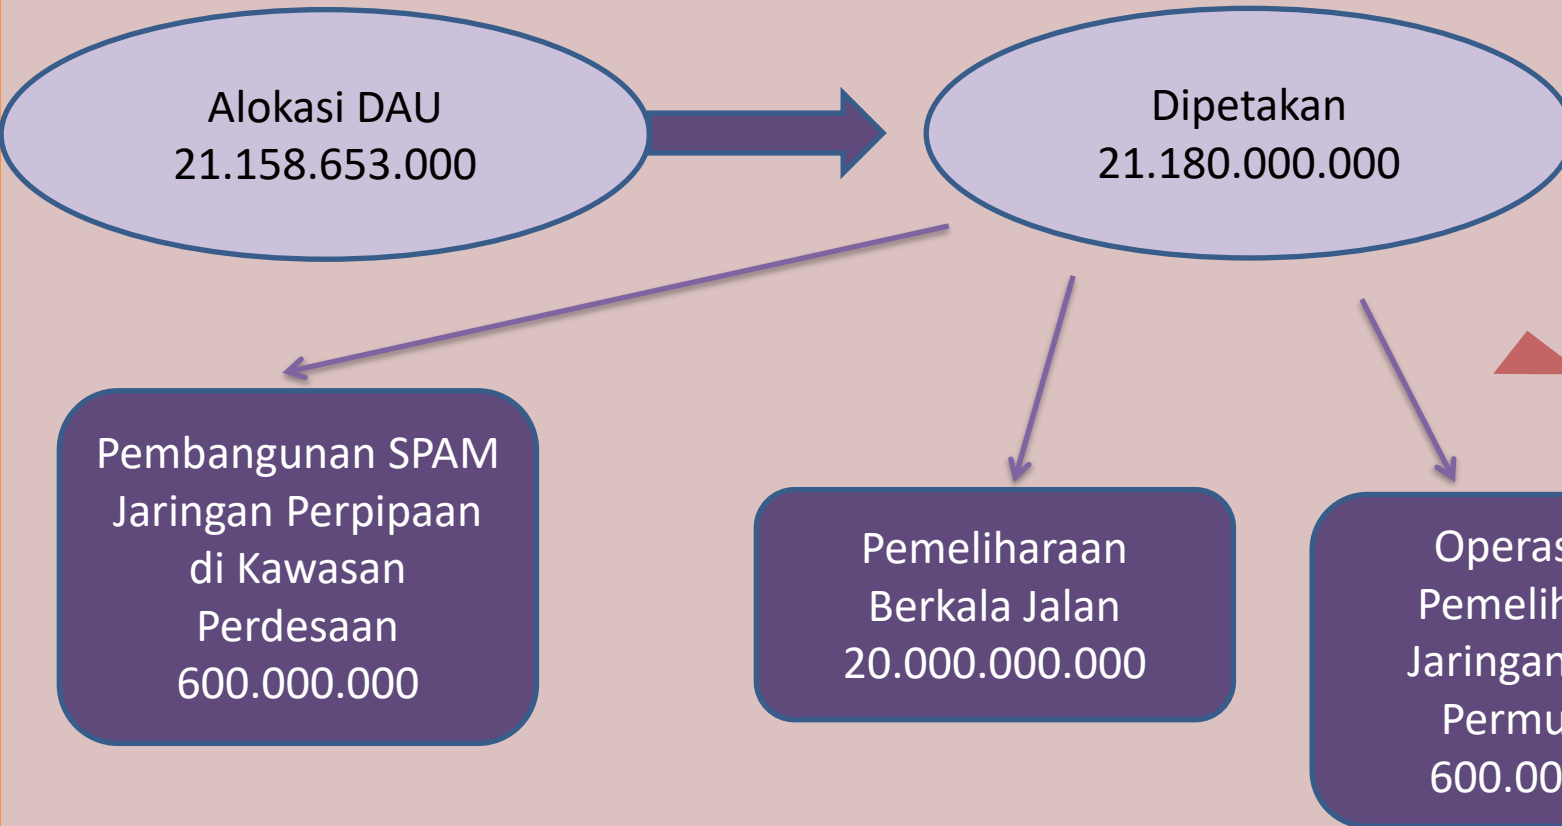 Alokasi DAU
21.158.653.000
Dipetakan
21.180.000.000
Pembangunan SPAM
Jaringan Perpipaan
di Kawasan
Perdesaan
600.000.000
Pemeliharaan
Berkala Jalan
20.000.000.000
Jaringan